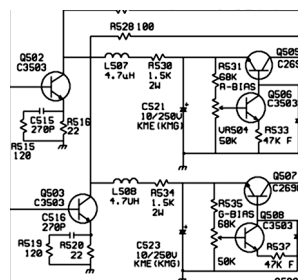 R528 100
Q502
C3503
L507
4.7uH
R530
1.5K
2W
R531
68K
R-BIAS
Q505
C269
Q506
C3503
C521
10/250V
KME(KMG)
C515
270P
R516
22
R515
120
VR504
50K
R533
47K F
Q503
C3503
L508
4.7UH
R534
1.5K
2W
R535
G-BIAS
68K
Q507
C269
Q508
C3503
C516
270P
R519
120
R520
22
C523
10/250V
KME(KMG)
50K
R537
47K F